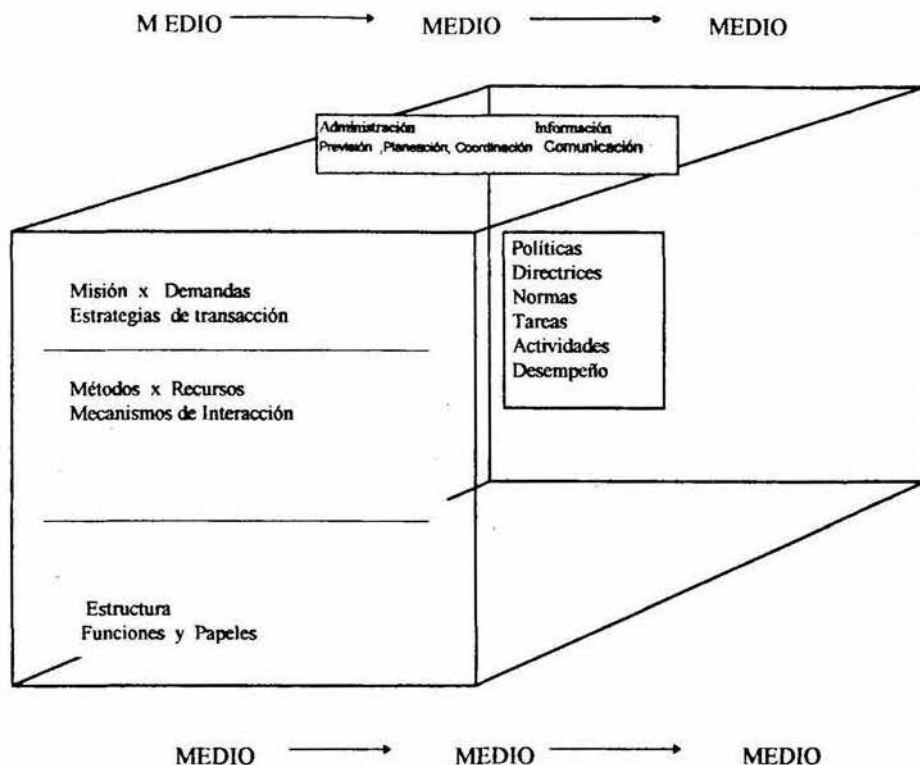 M EDIO MEDIO MEDIO
Administración Información
Previsión ,Planeación, Coordinación Comunicación
Políticas
Directrices
Normas
Tareas
Actividades
Desempeño
Misión x Demandas
Estrategias de transacción
Métodos x Recursos
Mecanismos de Interacción
Estructura
Funciones y Papeles
MEDIO MEDIO MEDIO